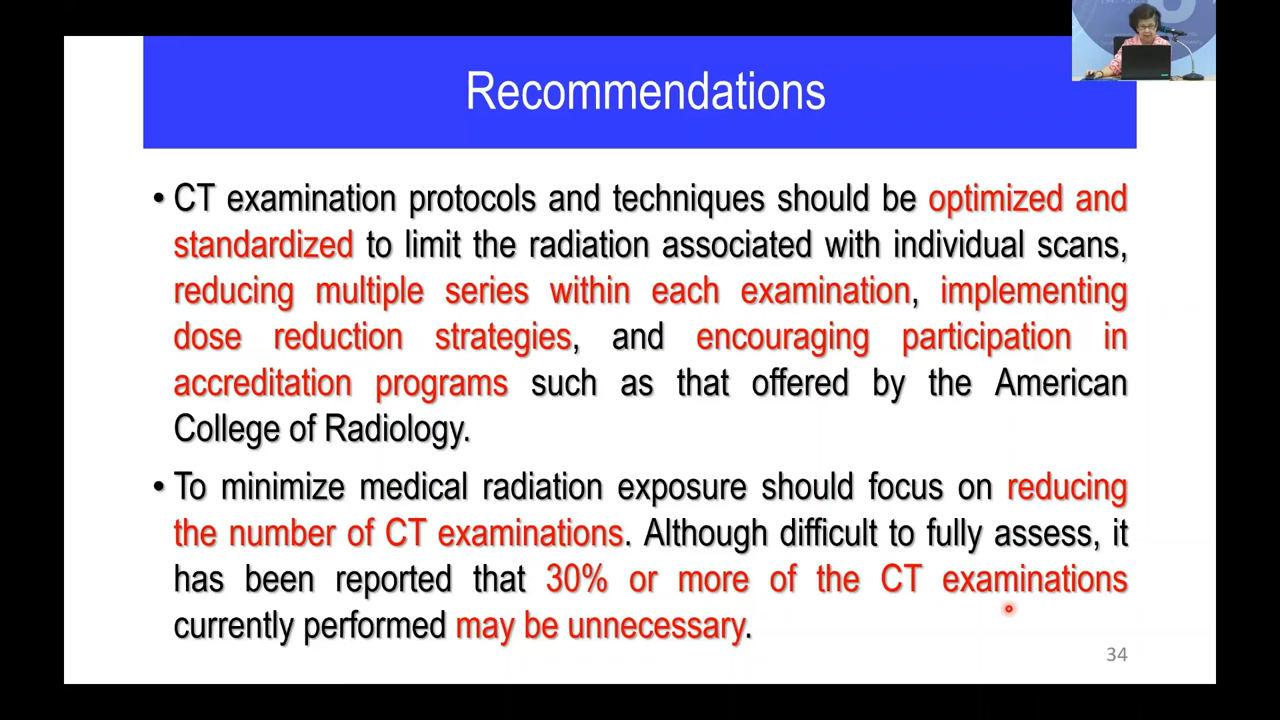 Recommendations
• CT examination protocols and techniques should be optimized and
standardized to limit the radiation associated with individual scans,
reducing multiple series within each examination, implementing
dose reduction strategies, and encouraging participation in
accreditation programs such as that offered by the American
College of Radiology.
• To minimize medical radiation exposure should focus on reducing
the number of CT examinations. Although difficult to fully assess, it
has been reported that 30% or more of the CT examinations
currently performed may be unnecessary.
34